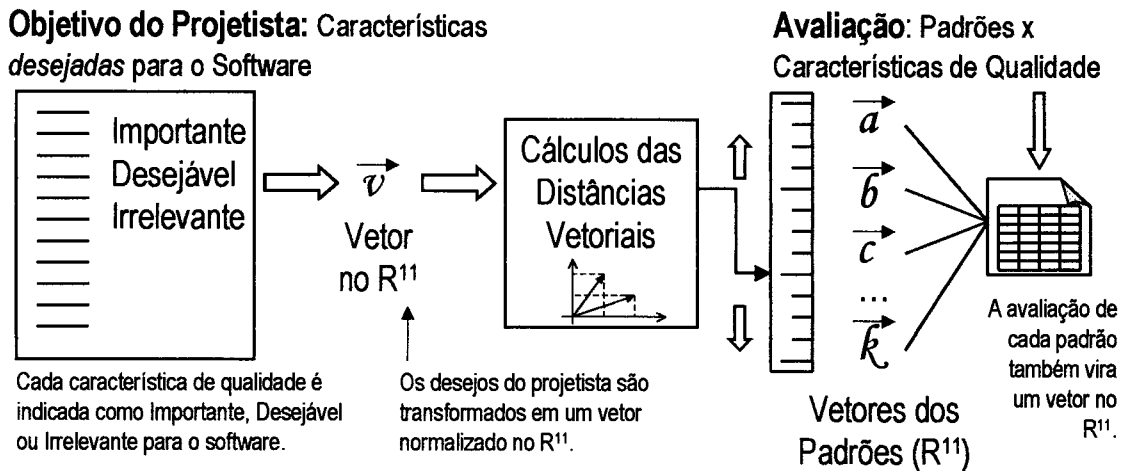 Objetivo do Projetista: Características
desejadas para o Software
Importante
Desejável
Irrelevante
Cada característica de qualidade é
indicada como Importante, Desejável
ou Irrelevante para o software.
v
Vetor
no R¹¹
Os desejos do projetista são
transformados em um vetor
normalizado no R¹¹.
Cálculos das
Distâncias
Vetoriais
Avaliação: Padrões x
Características de Qualidade
a
b
c
...
k
Vetores dos
Padrões (R¹¹)
A avaliação de
cada padrão
também vira
um vetor no
R¹¹.